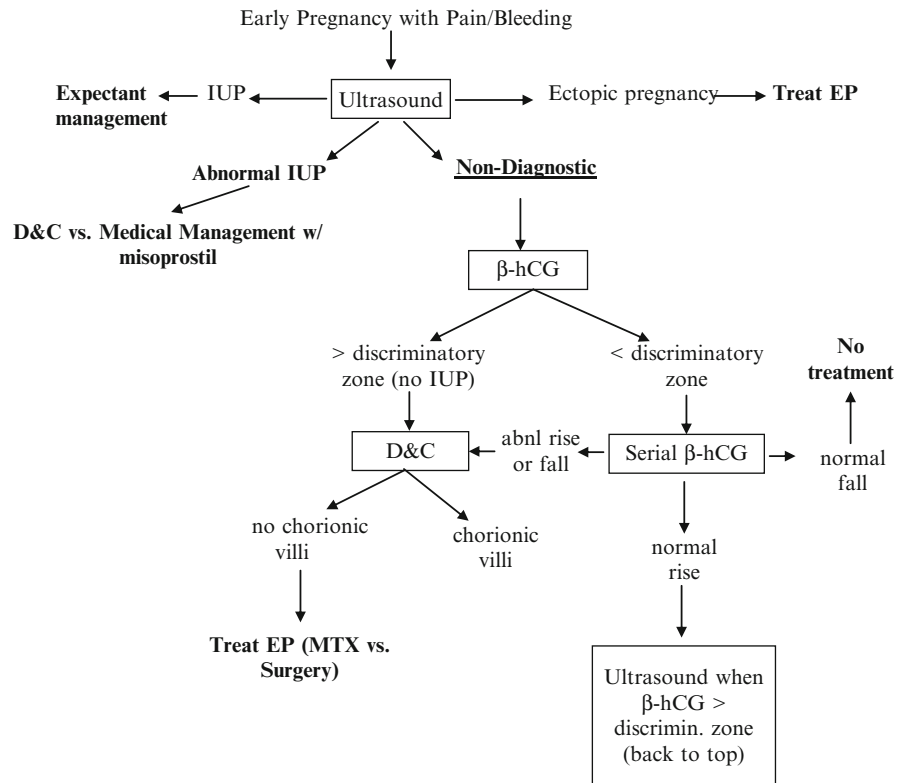 Early Pregnancy with Pain/Bleeding
Expectant
management
IUP
Ultrasound
Ectopic pregnancy
Treat EP
Abnormal IUP
Non-Diagnostic
D&C vs. Medical Management w/
misoprostil
β-hCG
> discriminatory
zone (no IUP)
< discriminatory
zone
No
treatment
D&C
abnl rise
or fall
Serial β-hCG
normal
fall
no chorionic
villi
chorionic
villi
normal
rise
Treat EP (MTX vs.
Surgery)
Ultrasound when
β-hCG >
discrimin. zone
(back to top)